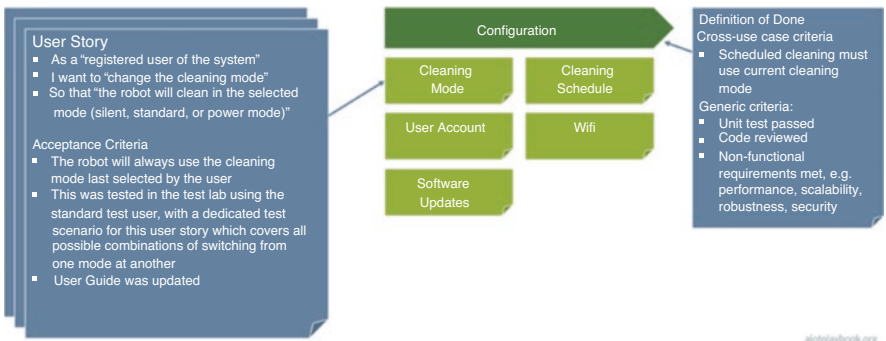 User Story
▪ As a “registered user of the system”
▪ I want to “change the cleaning mode”
▪ So that “the robot will clean in the selected
mode (silent, standard, or power mode)”
Acceptance Criteria
▪ The robot will always use the cleaning
mode last selected by the user
▪ This was tested in the test lab using the
standard test user, with a dedicated test
scenario for this user story which covers all
possible combinations of switching from
one mode at another
▪ User Guide was updated
Configuration
Cleaning
Mode
Cleaning
Schedule
User Account
Wifi
Software
Updates
Definition of Done
Cross-use case criteria
▪ Scheduled cleaning must
use current cleaning
mode
Generic criteria:
▪ Unit test passed
▪ Code reviewed
▪ Non-functional
requirements met, e.g.
performance, scalability,
robustness, security
aiotplaybook.org